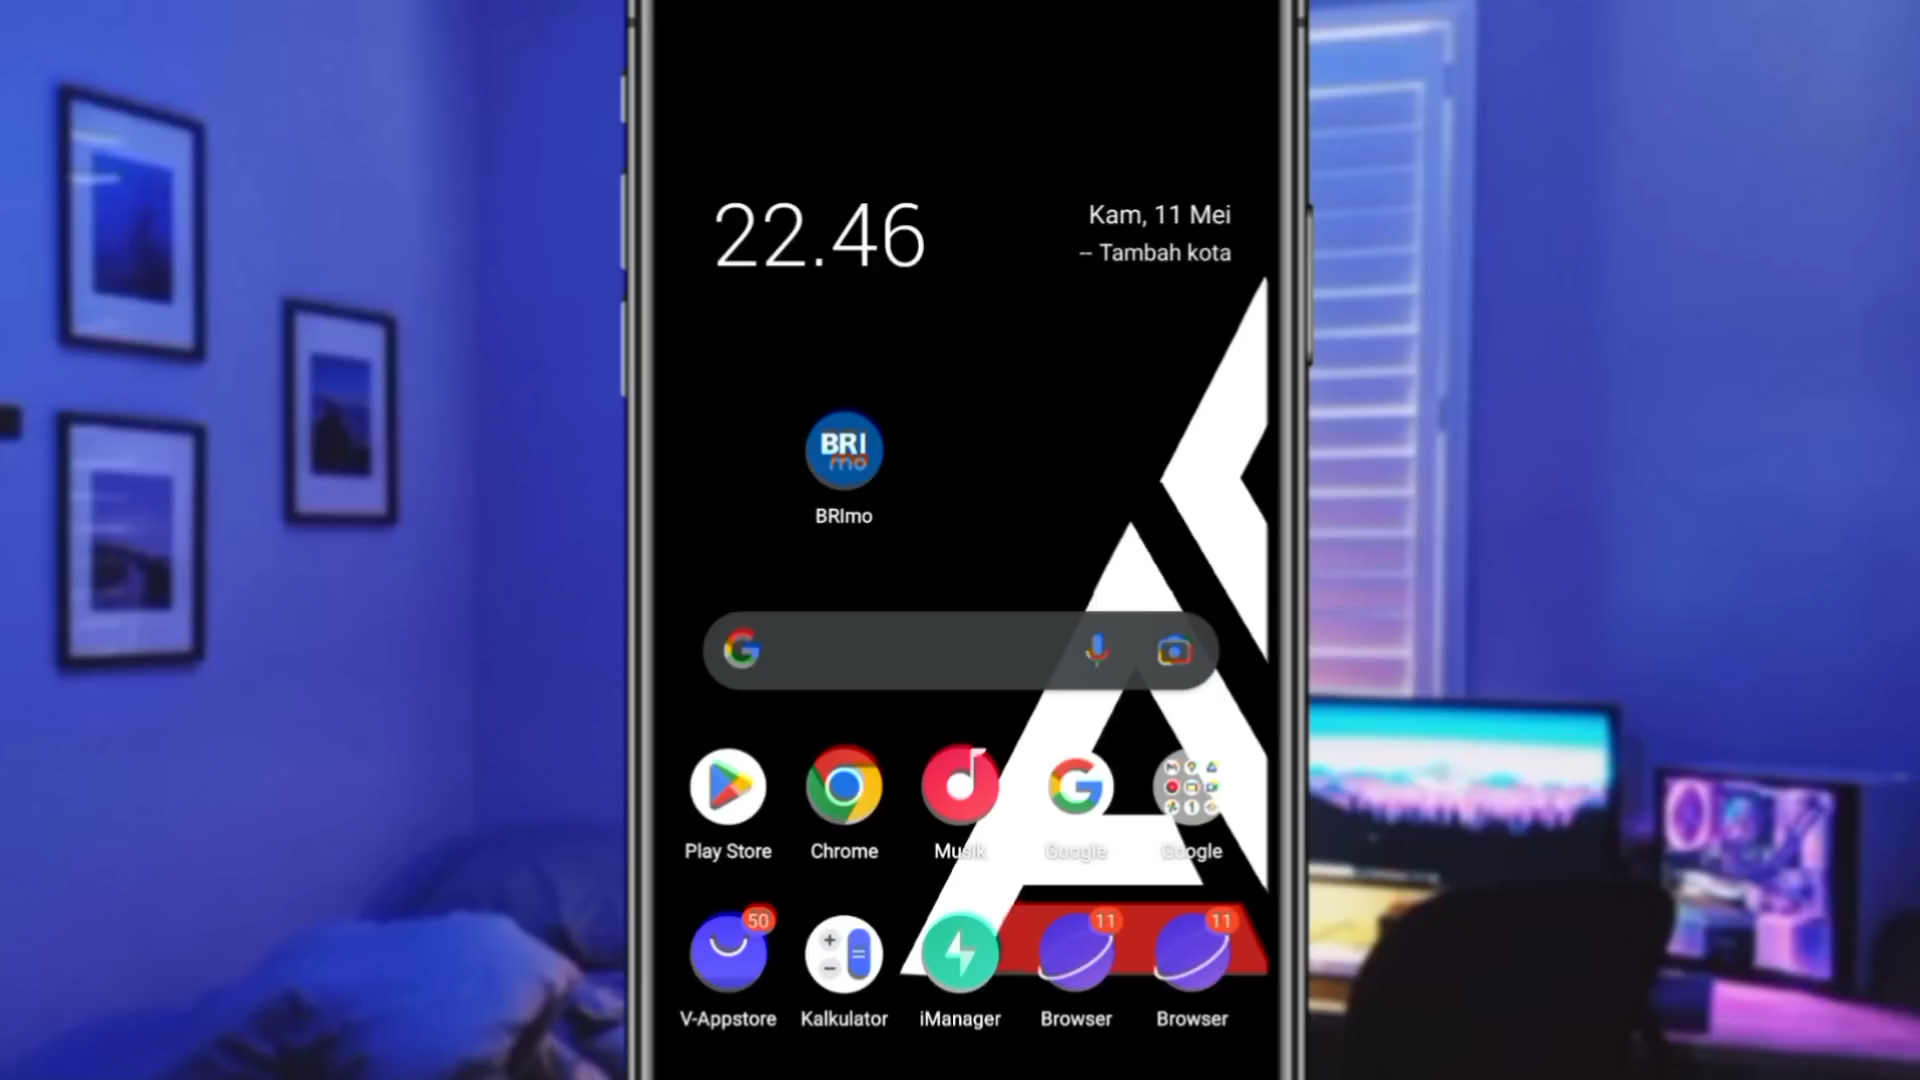 22.46
Kam, 11 Mei
-- Tambah kota
BRI
mo
BRImo
Play Store
Chrome
Musik
Google
Google
50
11
11
V-Appstore
Kalkulator
iManager
Browser
Browser